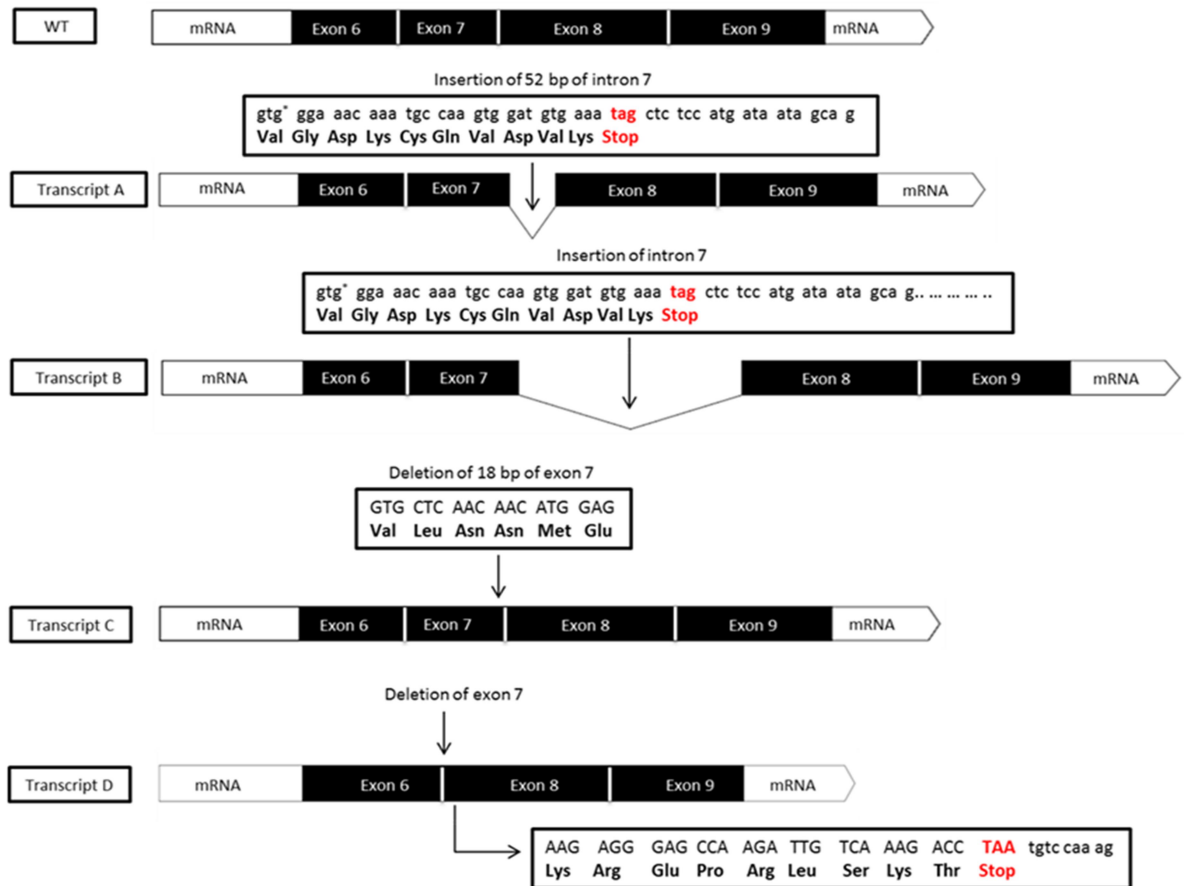 WT mRNA Exon 6 Exon 7 Exon 8 Exon 9 mRNA
Insertion of 52 bp of intron 7
gtg* gga aac aaa tgc caa gtg gat gtg aaa tag ctc tcc atg ata ata gca g
Val Gly Asp Lys Cys Gln Val Asp Val Lys Stop
Transcript A mRNA Exon 6 Exon 7 Exon 8 Exon 9 mRNA
Insertion of intron 7
gtg* gga aac aaa tgc caa gtg gat gtg aaa tag ctc tcc atg ata ata gca g.. ... ... ... ..
Val Gly Asp Lys Cys Gln Val Asp Val Lys Stop
Transcript B mRNA Exon 6 Exon 7 Exon 8 Exon 9 mRNA
Deletion of 18 bp of exon 7
GTG CTC AAC AAC ATG GAG
Val Leu Asn Asn Met Glu
Transcript C mRNA Exon 6 Exon 7 Exon 8 Exon 9 mRNA
Deletion of exon 7
Transcript D mRNA Exon 6 Exon 8 Exon 9 mRNA
AAG AGG GAG CCA AGA TTG TCA AAG ACC TAA tgtc caa ag
Lys Arg Glu Pro Arg Leu Ser Lys Thr Stop